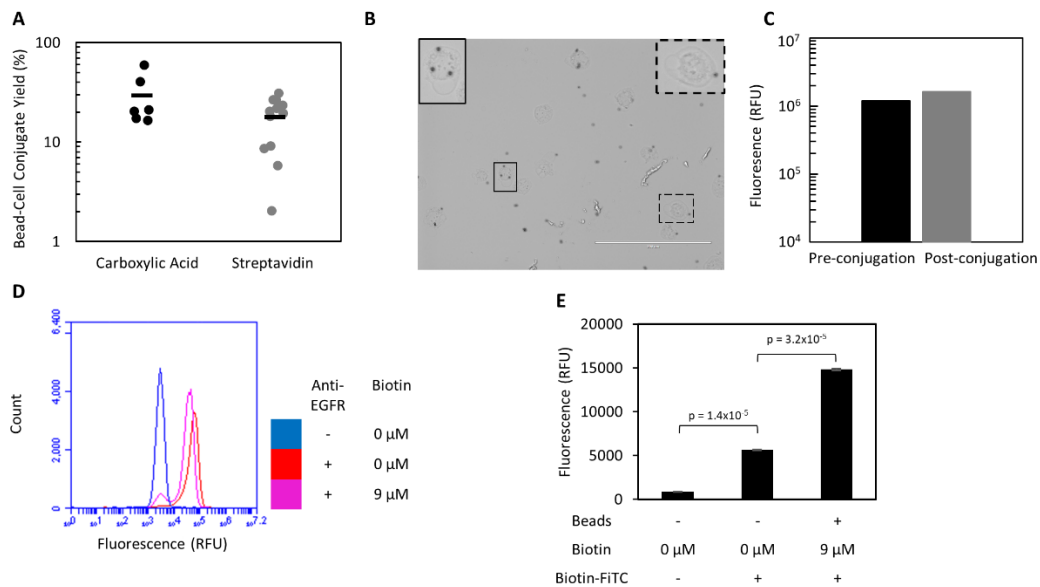 A
Bead-Cell Conjugate Yield (%)
100
10
1
Carboxylic Acid Streptavidin
B
C
Fluoresence (RFU)
10⁷
10⁶
10⁵
10⁴
Pre-conjugation Post-conjugation
D
Count
6,400
4,000
2,000
0
Fluorescence (RFU)
Anti-EGFR Biotin
- 0 µM
+ 0 µM
+ 9 µM
E
Fluorescence (RFU)
20000
15000
10000
5000
0
p = 1.4x10⁻⁵
p = 3.2x10⁻⁵
Beads - - +
Biotin 0 µM 0 µM 9 µM
Biotin-FiTC - + +